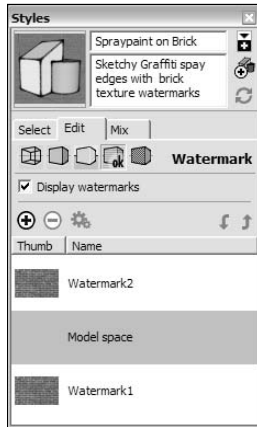 Styles
Spraypaint on Brick
Sketchy Graffiti spay
edges with brick
texture watermarks
Select Edit Mix
ok
Watermark
Display watermarks
Thumb Name
Watermark2
Model space
Watermark1